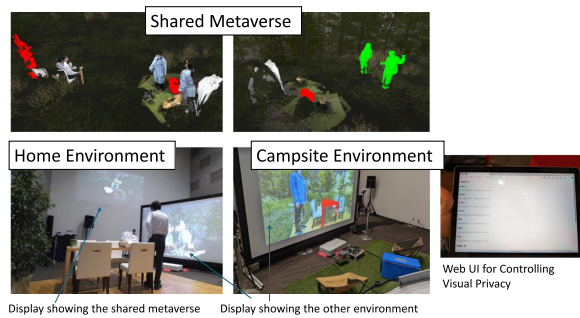 Shared Metaverse
Home Environment
Campsite Environment
Web UI for Controlling
Visual Privacy
Display showing the shared metaverse
Display showing the other environment